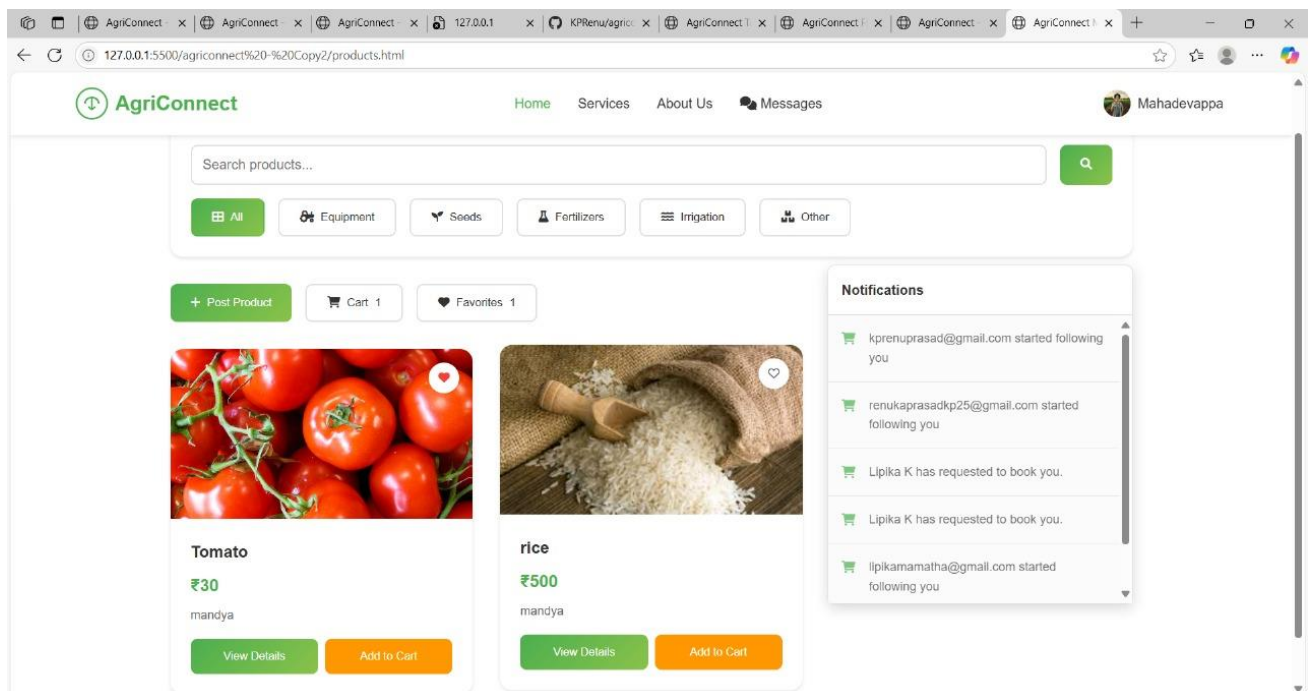 AgriConnect -
AgriConnect -
AgriConnect -
127.0.0.1
KPRenu/agrico
AgriConnect
AgriConnect
AgriConnect -
AgriConnect
127.0.0.1:5500/agriconnect%20-%20Copy2/products.html
AgriConnect
Home Services About Us Messages
Mahadevappa
Search products...
All Equipment Seeds Fertilizers Irrigation Other
+ Post Product Cart 1 Favorites 1
Tomato
₹30
mandya
View Details Add to Cart
rice
₹500
mandya
View Details Add to Cart
Notifications
kprenuprasad@gmail.com started following
you
renukaprasadkp25@gmail.com started
following you
Lipika K has requested to book you.
Lipika K has requested to book you.
lipikamamatha@gmail.com started
following you